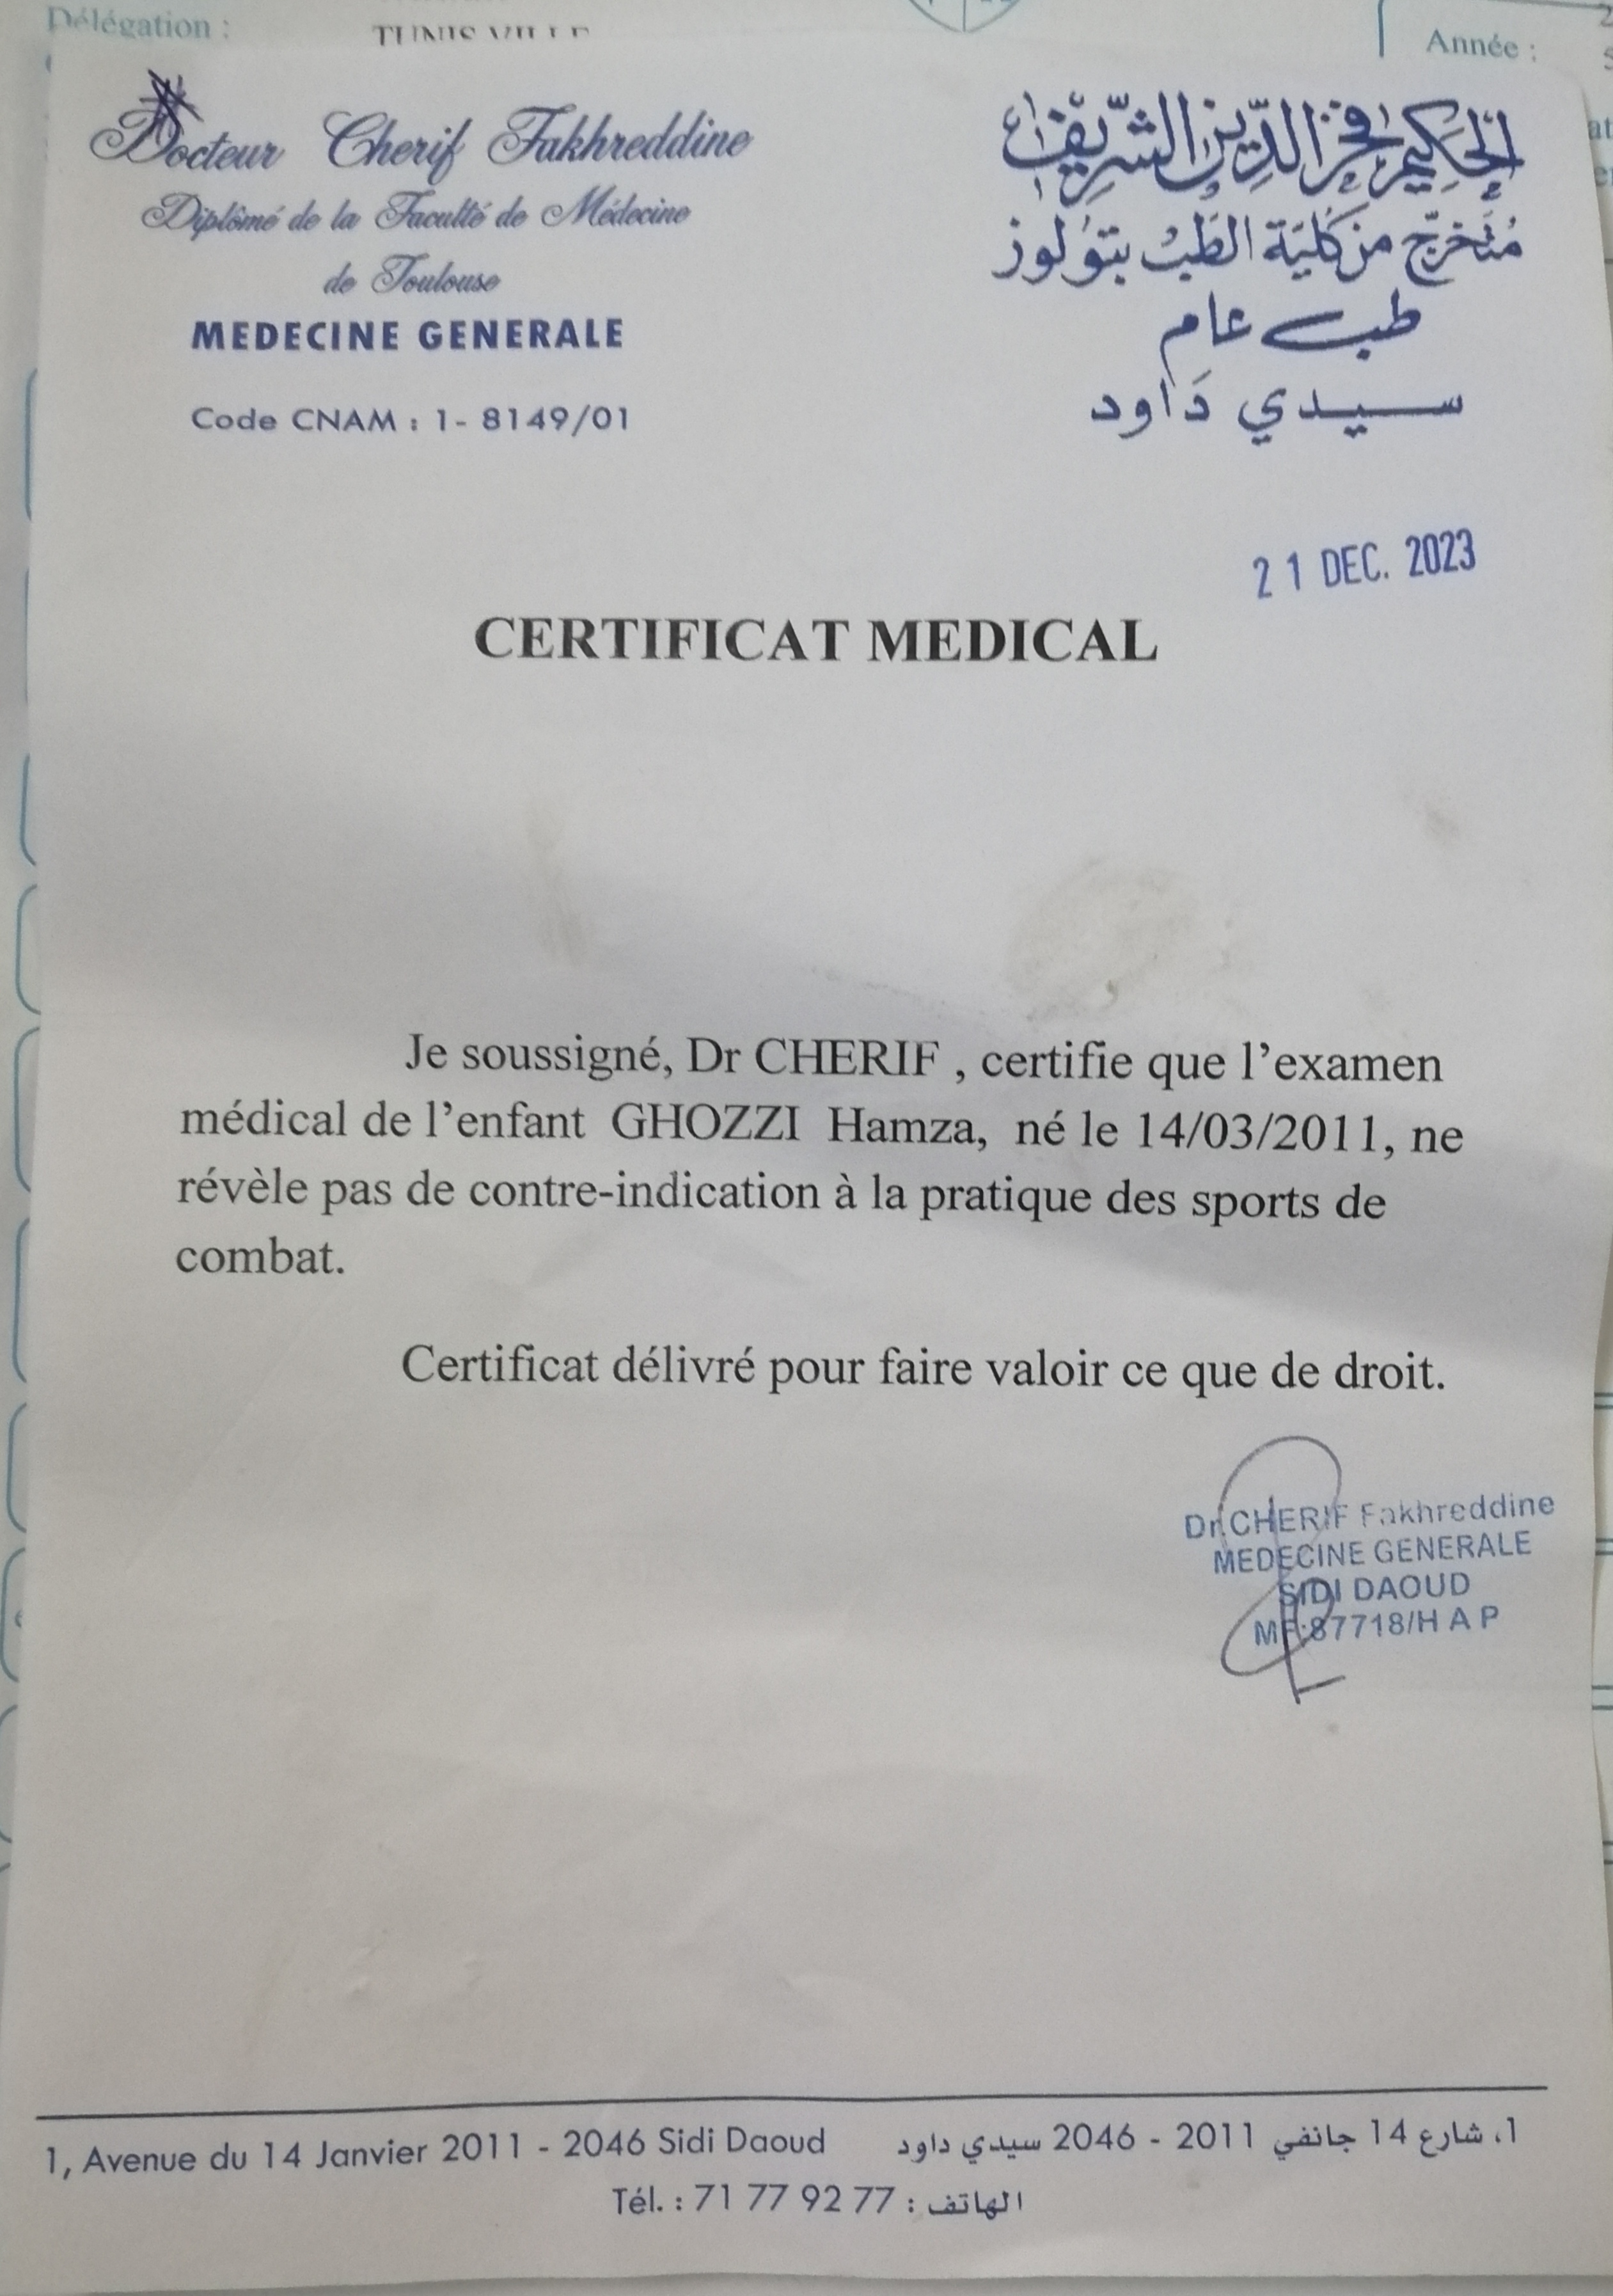 Délégation :
Année :
Docteur Cherif Fakhreddine
Diplômé de la Faculté de Médecine
de Toulouse
MEDECINE GENERALE
Code CNAM : 1- 8149/01
الحكيم فخر الدين الشريف
مُتَخرّج من كليّة الطبّ بتولوز
طب عام
سيدي دَاود
21 DEC. 2023
CERTIFICAT MEDICAL
Je soussigné, Dr CHERIF , certifie que l’examen
médical de l’enfant GHOZZI Hamza, né le 14/03/2011, ne
révèle pas de contre-indication à la pratique des sports de
combat.
Certificat délivré pour faire valoir ce que de droit.
Dr.CHERIF Fakhreddine
MEDECINE GENERALE
SIDI DAOUD
MF:87718/H A P
1, Avenue du 14 Janvier 2011 - 2046 Sidi Daoud
1، شارع 14 جانفي 2011 - 2046 سيدي داود
Tél. : 71 77 92 77 : الهاتف